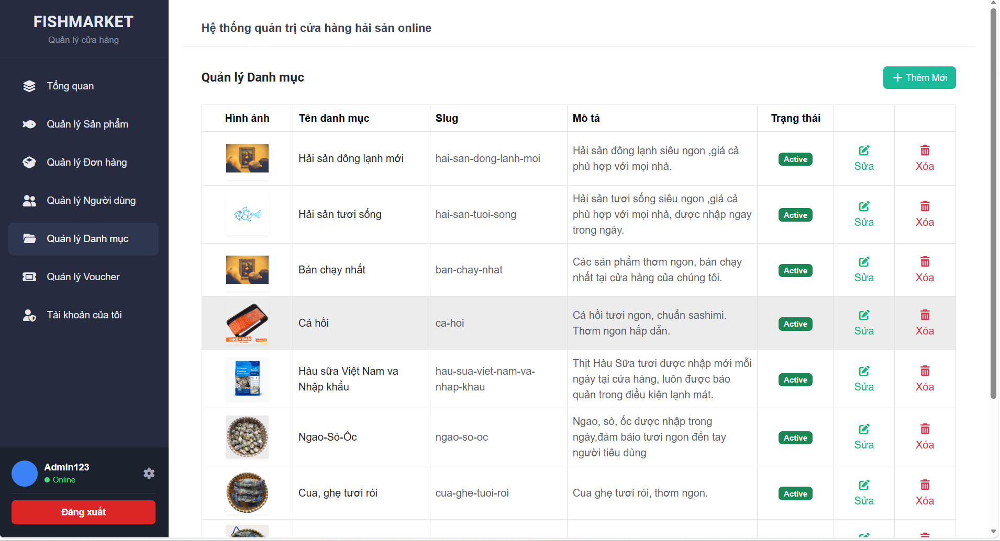 FISHMARKET
Quản lý cửa hàng
Tổng quan
Quản lý Sản phẩm
Quản lý Đơn hàng
Quản lý Người dùng
Quản lý Danh mục
Quản lý Voucher
Tài khoản của tôi
Admin123
Online
Đăng xuất
Hệ thống quản trị cửa hàng hải sản online
Quản lý Danh mục
Thêm Mới
Hình ảnh Tên danh mục Slug Mô tả Trạng thái
Hải sản đông lạnh mới hai-san-dong-lanh-moi Hải sản đông lạnh siêu ngon ,giá cả
phù hợp với mọi nhà. Active Sửa Xóa
Hải sản tươi sống hai-san-tuoi-song Hải sản tươi sống siêu ngon ,giá cả
phù hợp với mọi nhà, được nhập ngay
trong ngày. Active Sửa Xóa
Bán chạy nhất ban-chay-nhat Các sản phẩm thơm ngon, bán chạy
nhất tại cửa hàng của chúng tôi. Active Sửa Xóa
Cá hồi ca-hoi Cá hồi tươi ngon, chuẩn sashimi.
Thơm ngon hấp dẫn. Active Sửa Xóa
Hàu sữa Việt Nam va
Nhập khẩu hau-sua-viet-nam-va-
nhap-khau Thịt Hàu Sữa tươi được nhập mới mỗi
ngày tại cửa hàng, luôn được bảo
quản trong điều kiện lạnh mát. Active Sửa Xóa
Ngao-Sò-Ốc ngao-so-oc Ngao, sò, ốc được nhập trong
ngày,đảm bảio tươi ngon đến tay
người tiêu dùng Active Sửa Xóa
Cua, ghẹ tươi rói cua-ghe-tuoi-roi Cua ghẹ tươi rói, thơm ngon. Active Sửa Xóa